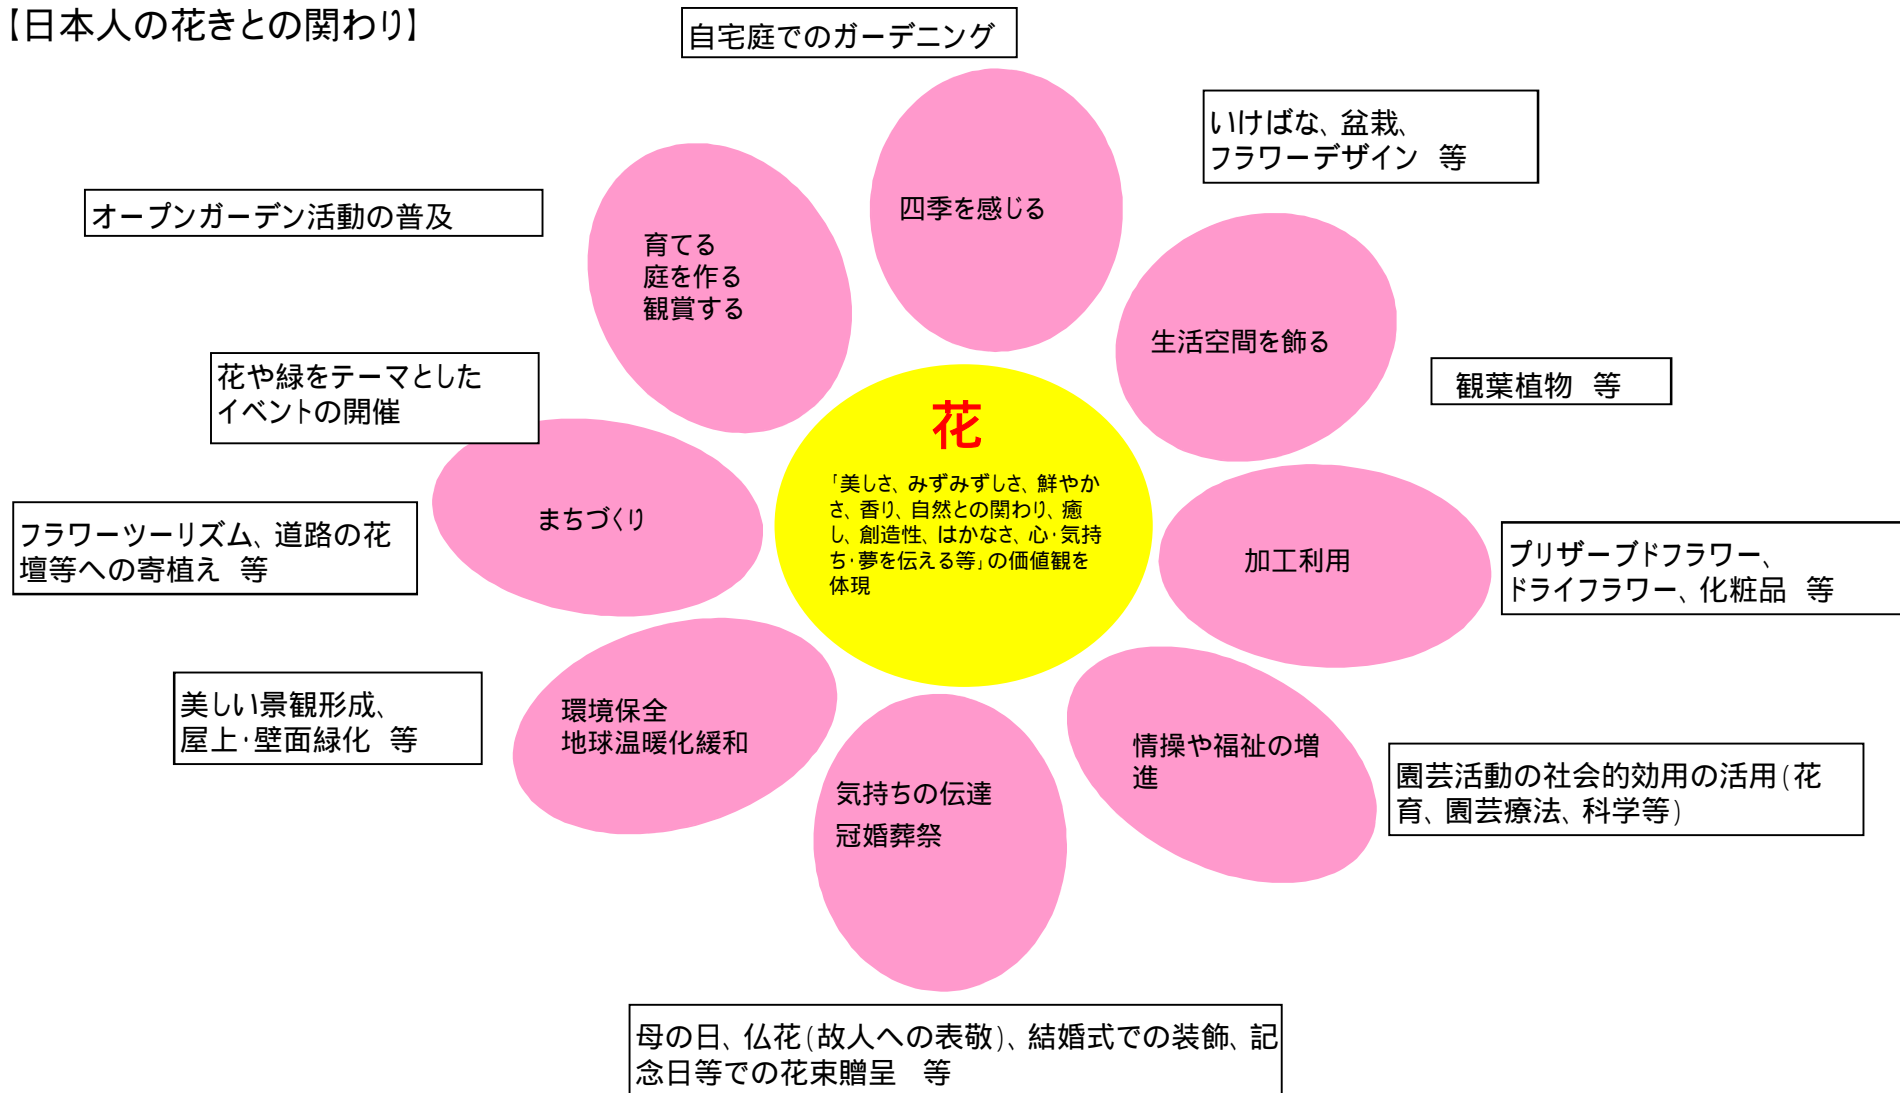 【日本人の花きとの関わり】
自宅庭でのガーデニング
いけばな、盆栽、
フラワーデザイン 等
オープンガーデン活動の普及
四季を感じる
育てる
庭を作る
観賞する
生活空間を飾る
観葉植物 等
花や緑をテーマとした
イベントの開催
花
「美しさ、みずみずしさ、鮮やか
さ、香り、自然との関わり、癒
し、創造性、はかなさ、心・気持
ち・夢を伝える等」の価値観を
体現
まちづくり
フラワーツーリズム、道路の花
壇等への寄植え 等
加工利用
プリザーブドフラワー、
ドライフラワー、化粧品 等
美しい景観形成、
屋上・壁面緑化 等
環境保全
地球温暖化緩和
情操や福祉の増
進
園芸活動の社会的効用の活用(花
育、園芸療法、科学等)
気持ちの伝達
冠婚葬祭
母の日、仏花(故人への表敬)、結婚式での装飾、記
念日等での花束贈呈 等